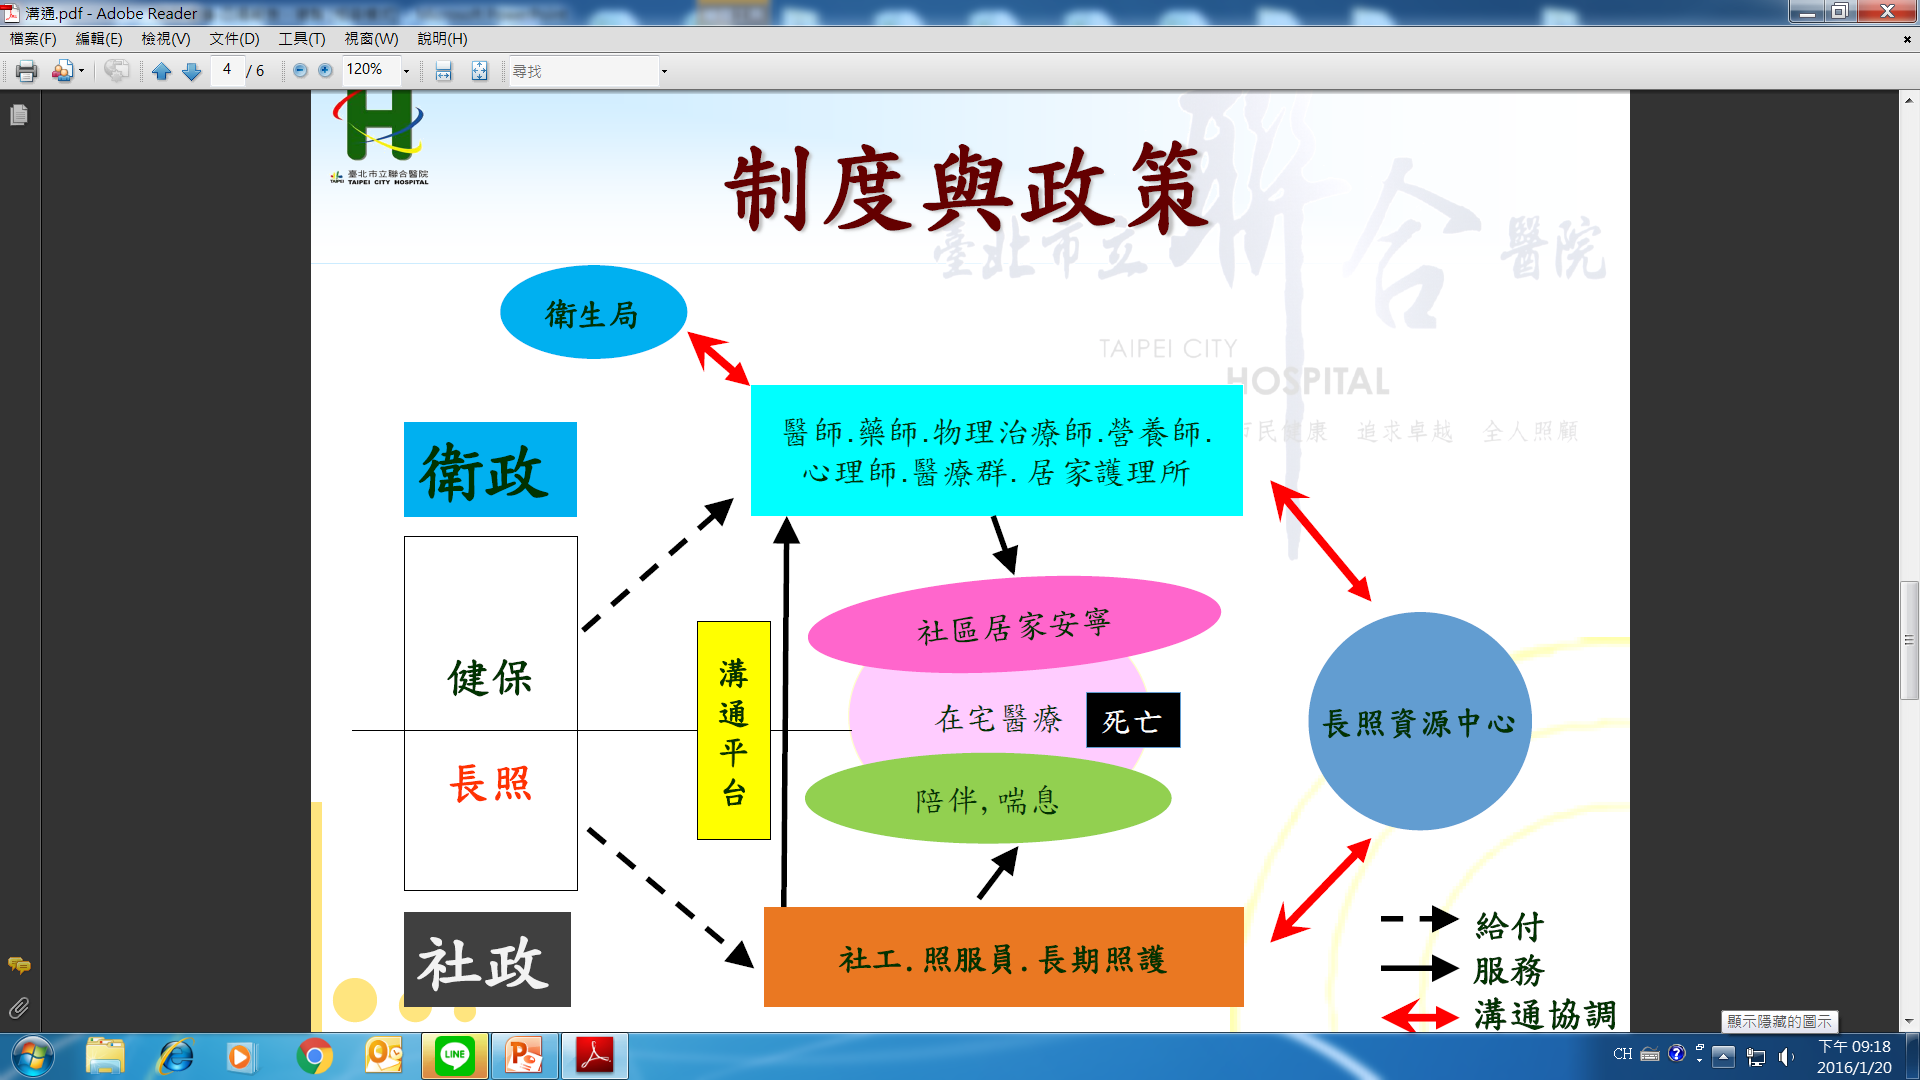 溝通.pdf - Adobe Reader
檔案(F) 編輯(E) 檢視(V) 文件(D) 工具(T) 視窗(W) 說明(H)
4 / 6 120% 尋找
臺北市立聯合醫院
TAIPEI CITY HOSPITAL
制度與政策
臺北市立聯合醫院
TAIPEI CITY
HOSPITAL
市民健康 追求卓越 全人照顧
衛生局
醫師.藥師.物理治療師.營養師.
心理師.醫療群.居家護理所
衛政
健保
長照
社政
溝通平台
社區居家安寧
在宅醫療
死亡
陪伴,喘息
長照資源中心
社工.照服員.長期照護
給付
服務
溝通協調
顯示隱藏的圖示
CH
下午 09:18
2016/1/20